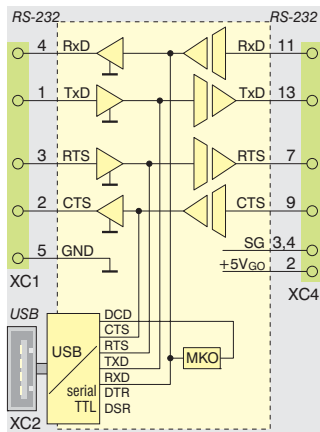 RS-232 RS-232
4 RxD RxD 11
1 TxD TxD 13
3 RTS RTS 7
2 CTS CTS 9
5 GND SG 3,4
+5VGO 2
XC1 XC4
USB
DCD
CTS
USB RTS
TXD MKO
RXD
serial DTR
TTL DSR
XC2